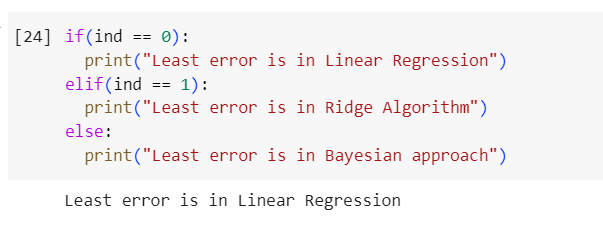 [24] if(ind == 0):
  print("Least error is in Linear Regression")
elif(ind == 1):
  print("Least error is in Ridge Algorithm")
else:
  print("Least error is in Bayesian approach")
Least error is in Linear Regression